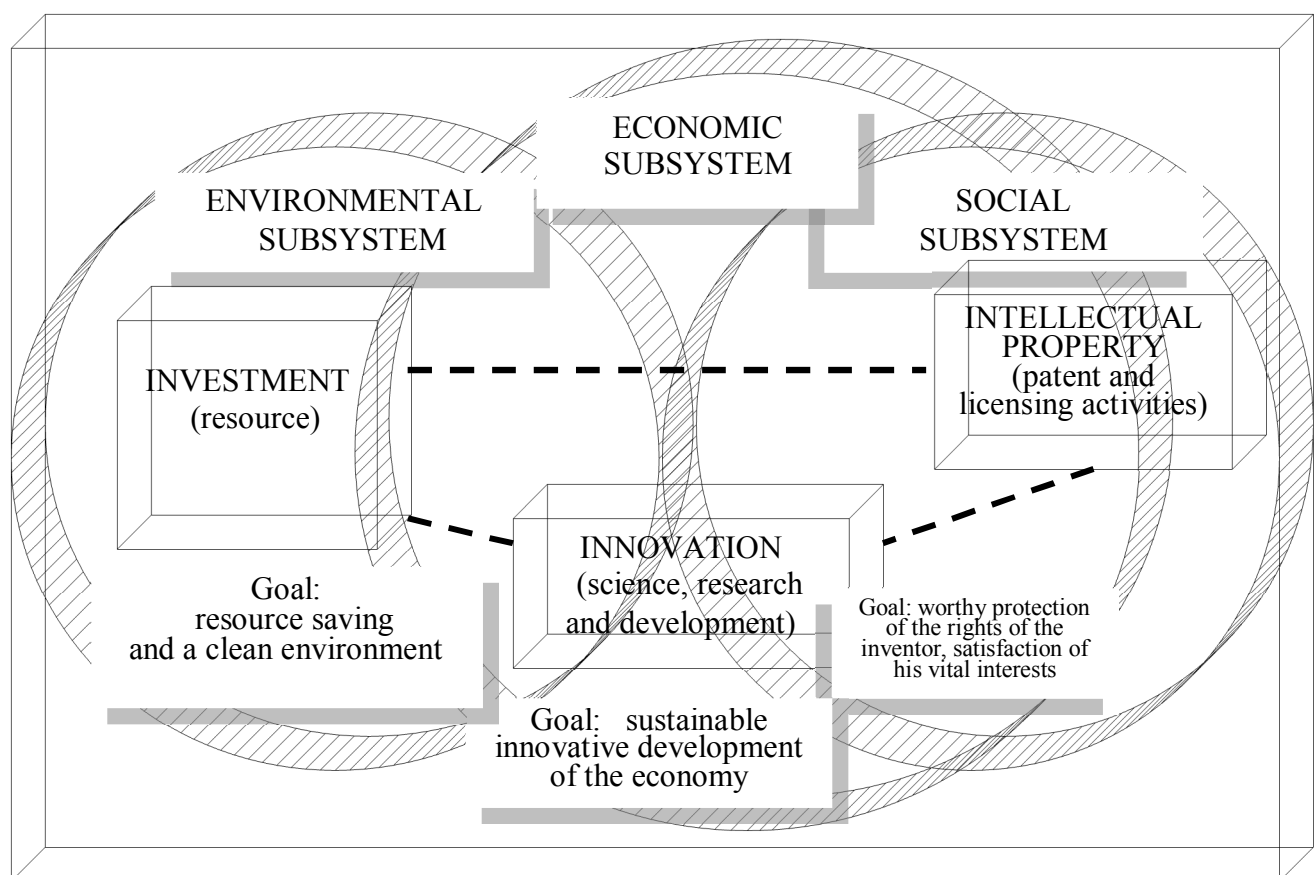 ECONOMIC
SUBSYSTEM
ENVIRONMENTAL
SUBSYSTEM
SOCIAL
SUBSYSTEM
INVESTMENT
(resource)
INTELLECTUAL
PROPERTY
(patent and
licensing activities)
INNOVATION
(science, research
and development)
Goal:
resource saving
and a clean environment
Goal: worthy protection
of the rights of the
inventor, satisfaction of
his vital interests
Goal: sustainable
innovative development
of the economy